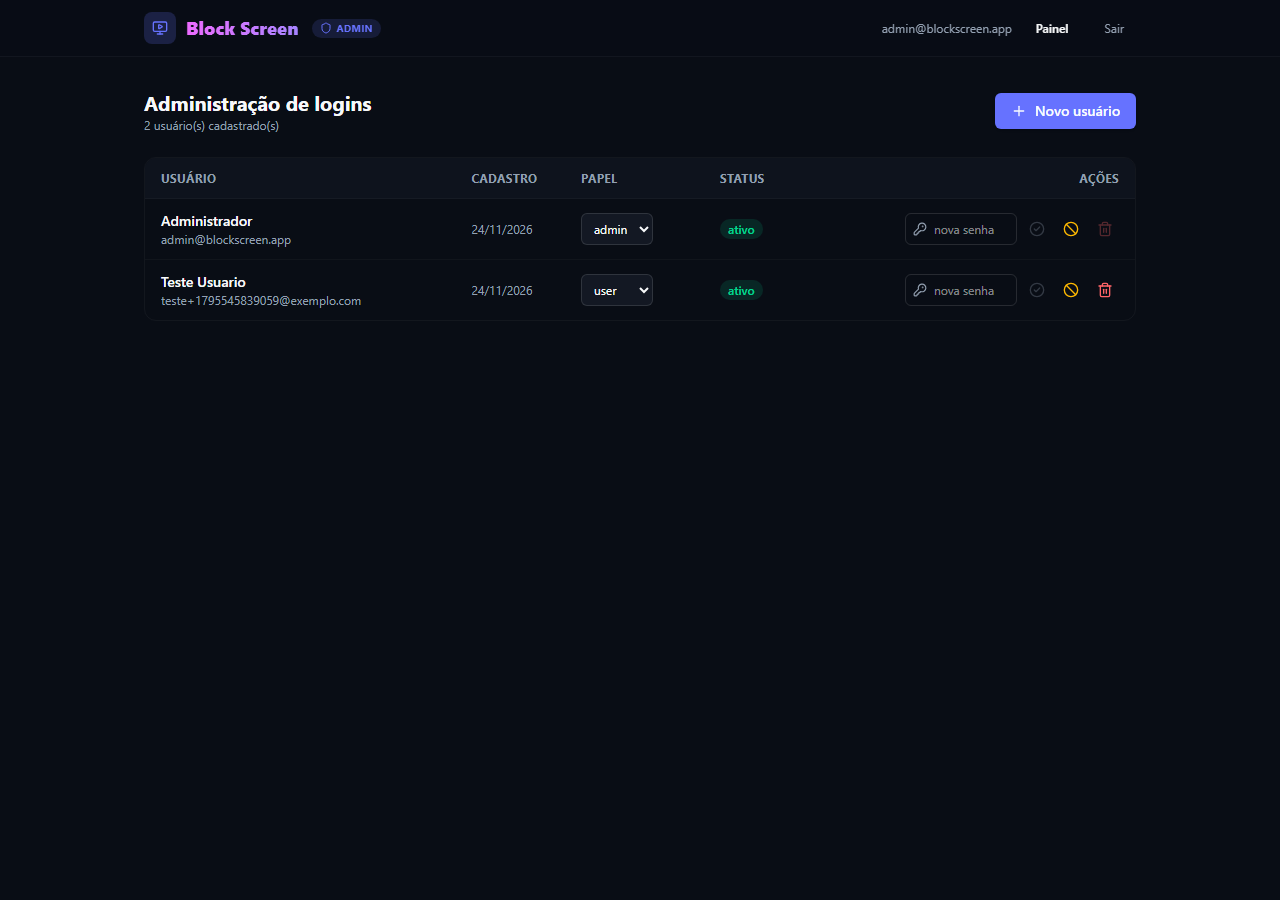 Block Screen ADMIN admin@blockscreen.app Painel Sair
Administração de logins
2 usuário(s) cadastrado(s)
+ Novo usuário
USUÁRIO CADASTRO PAPEL STATUS AÇÕES
Administrador
admin@blockscreen.app
24/11/2026 admin ativo nova senha
Teste Usuario
teste+1795545839059@exemplo.com
24/11/2026 user ativo nova senha